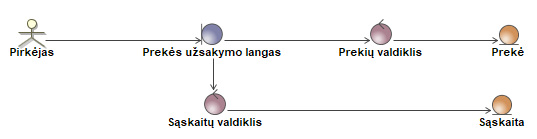 Pirkėjas
Prekės užsakymo langas
Prekių valdiklis
Prekė
Sąskaitų valdiklis
Sąskaita